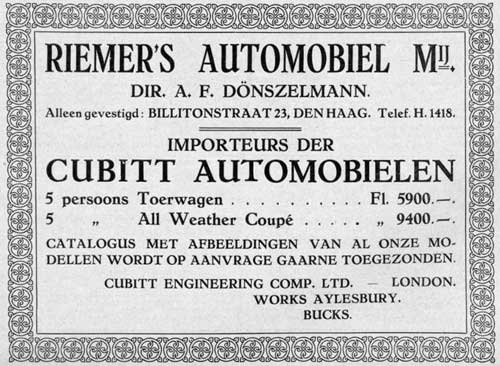 RIEMER'S AUTOMOBIEL MIJ.
DIR. A. F. DÖNSZELMANN.
Alleen gevestigd: BILLITONSTRAAT 23, DEN HAAG. Telef. H. 1418.
IMPORTEURS DER
CUBITT AUTOMOBIELEN
5 persoons Toerwagen . . . . . . . . . Fl. 5900.—.
5 „ All Weather Coupé . . . . . „ 9400.—.
CATALOGUS MET AFBEELDINGEN VAN AL ONZE MO-
DELLEN WORDT OP AANVRAGE GAARNE TOEGEZONDEN.
CUBITT ENGINEERING COMP. LTD. — LONDON.
WORKS AYLESBURY.
BUCKS.